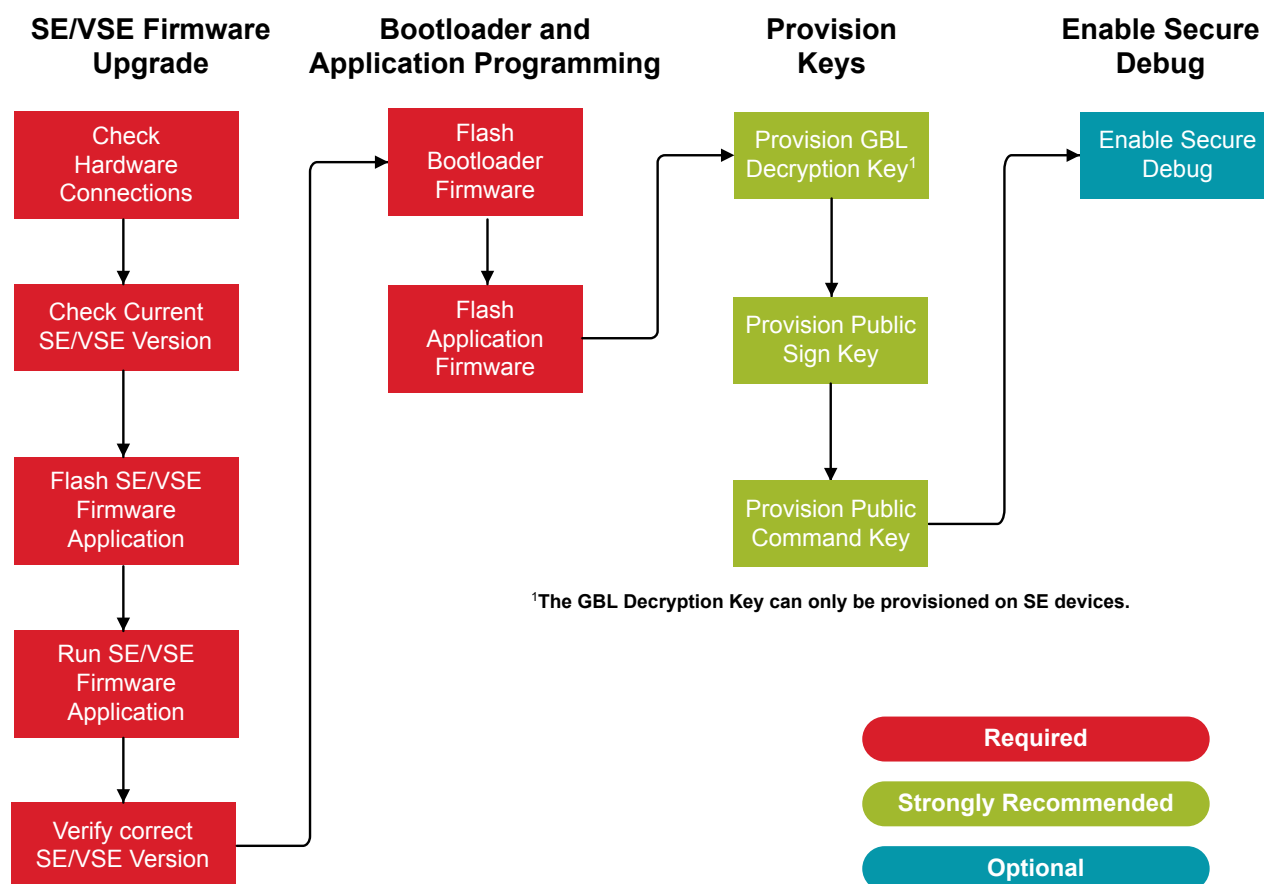 SE/VSE Firmware
Upgrade
Check
Hardware
Connections
Check Current
SE/VSE Version
Flash SE/VSE
Firmware
Application
Run SE/VSE
Firmware
Application
Verify correct
SE/VSE Version
Bootloader and
Application Programming
Flash
Bootloader
Firmware
Flash
Application
Firmware
Provision
Keys
Provision GBL
Decryption Key¹
Provision Public
Sign Key
Provision Public
Command Key
¹The GBL Decryption Key can only be provisioned on SE devices.
Enable Secure
Debug
Enable Secure
Debug
Required
Strongly Recommended
Optional